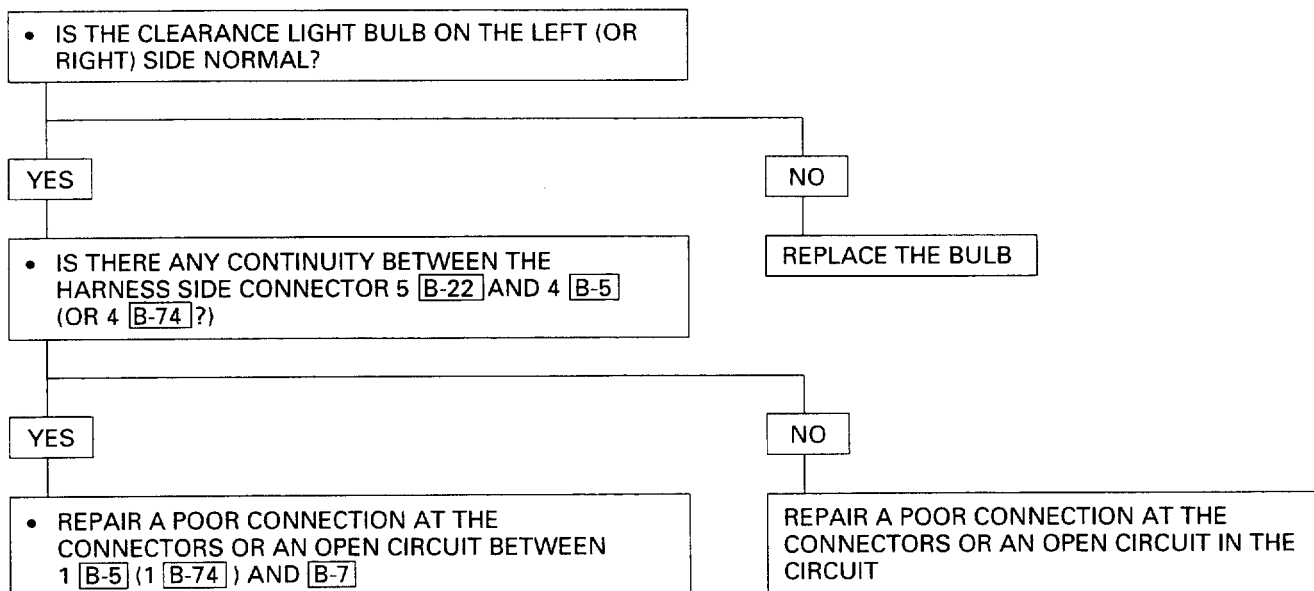 • IS THE CLEARANCE LIGHT BULB ON THE LEFT (OR
RIGHT) SIDE NORMAL?
YES
NO
• IS THERE ANY CONTINUITY BETWEEN THE
HARNESS SIDE CONNECTOR 5 B-22 AND 4 B-5
(OR 4 B-74 ?)
REPLACE THE BULB
YES
NO
• REPAIR A POOR CONNECTION AT THE
CONNECTORS OR AN OPEN CIRCUIT BETWEEN
1 B-5 (1 B-74 ) AND B-7
REPAIR A POOR CONNECTION AT THE
CONNECTORS OR AN OPEN CIRCUIT IN THE
CIRCUIT